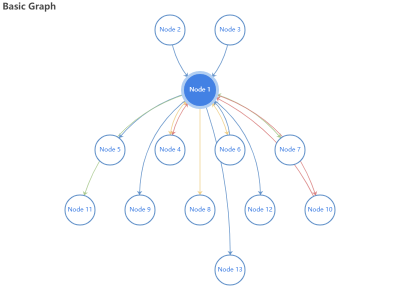 Basic Graph
Node 2
Node 3
Node 1
Node 5
Node 4
Node 6
Node 7
Node 11
Node 9
Node 8
Node 12
Node 10
Node 13